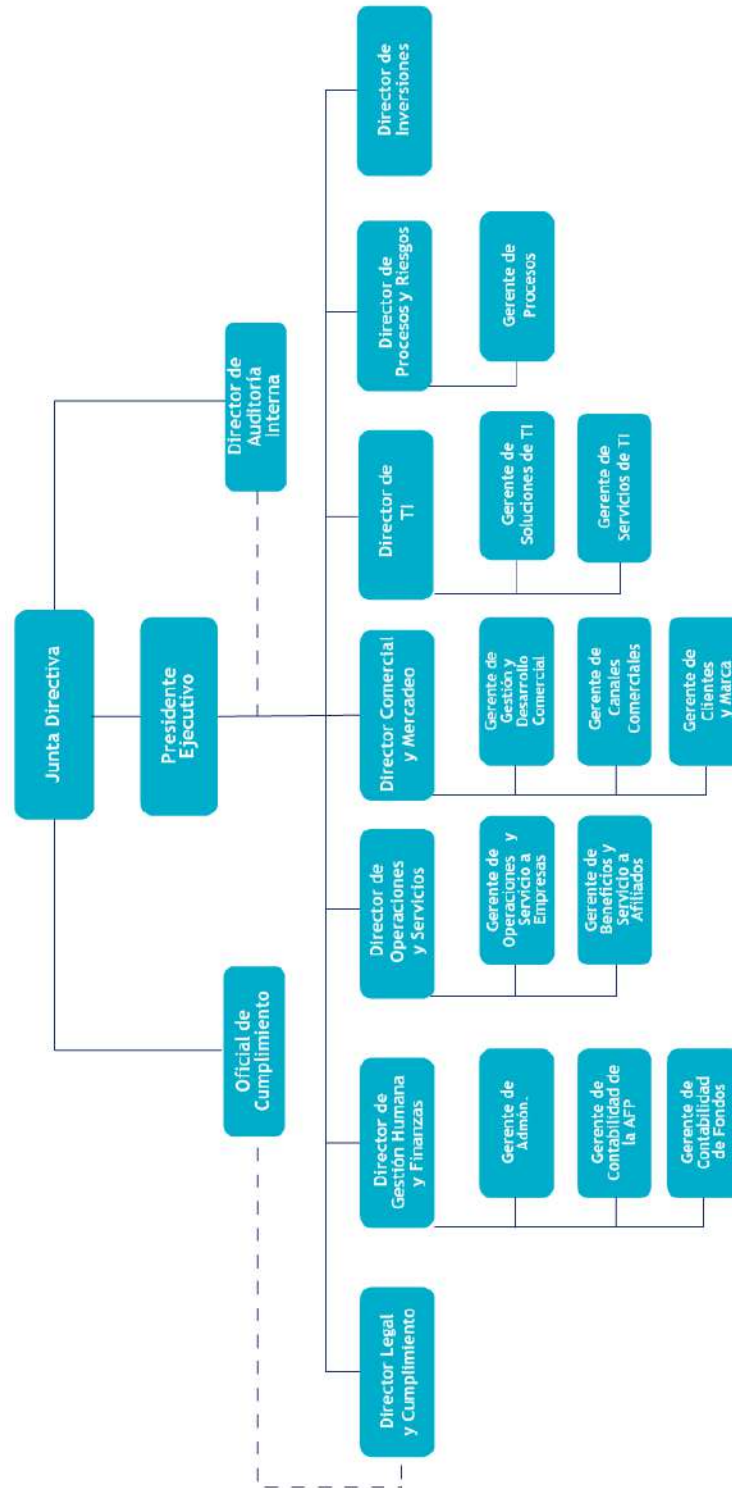 Junta Directiva
Presidente
Ejecutivo
Oficial de
Cumplimiento
Director de
Auditoría
Interna
Director Legal
y Cumplimiento
Director de
Gestión Humana
y Finanzas
Director de
Operaciones
y Servicios
Director Comercial
y Mercadeo
Director de
TI
Director de
Procesos y Riesgos
Director de
Inversiones
Gerente de
Admón.
Gerente de
Contabilidad de
la AFP
Gerente de
Contabilidad
de Fondos
Gerente de
Operaciones y
Servicio a
Empresas
Gerente de
Beneficios y
Servicio a
Afiliados
Gerente de
Gestión y
Desarrollo
Comercial
Gerente de
Canales
Comerciales
Gerente de
Clientes
y Marca
Gerente de
Soluciones de TI
Gerente de
Servicios de TI
Gerente de
Procesos